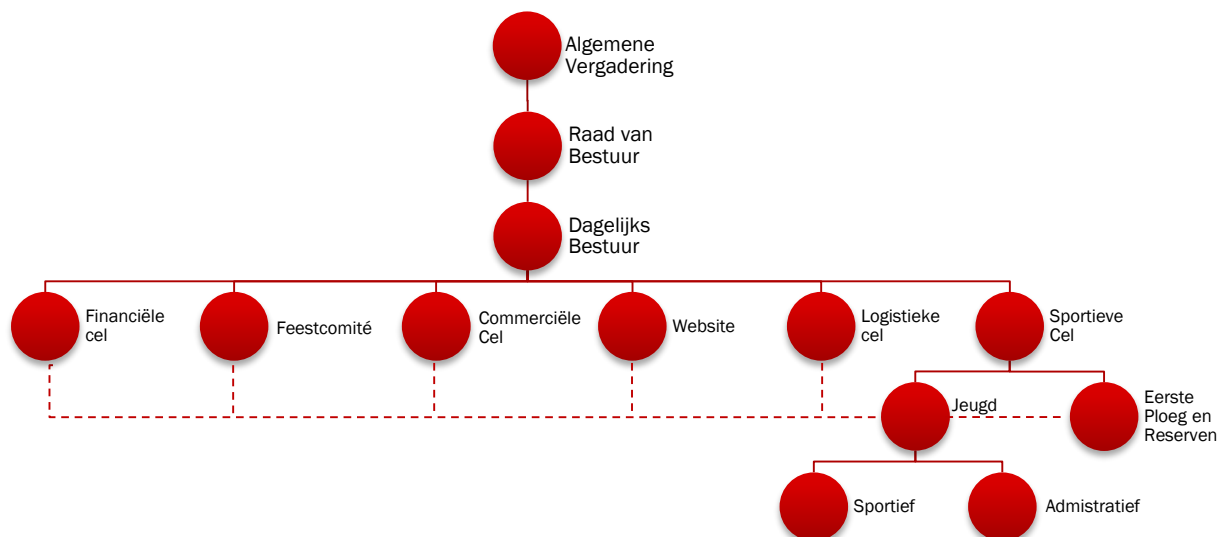 Algemene
Vergadering
Raad van
Bestuur
Dagelijks
Bestuur
Financiële
cel
Feestcomité
Commerciële
Cel
Website
Logistieke
cel
Sportieve
Cel
Jeugd
Eerste
Ploeg en
Reserven
Sportief
Admistratief